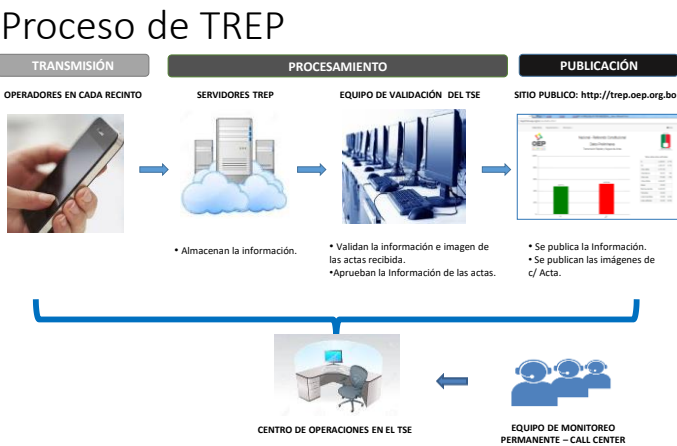 Proceso de TREP
TRANSMISIÓN
PROCESAMIENTO
PUBLICACIÓN
OPERADORES EN CADA RECINTO
SERVIDORES TREP
EQUIPO DE VALIDACIÓN DEL TSE
SITIO PUBLICO: http://trep.oep.org.bo
OEP
• Almacenan la información.
• Validan la información e imagen de
las actas recibida.
•Aprueban la Información de las actas.
• Se publica la Información.
• Se publican las imágenes de
c/ Acta.
CENTRO DE OPERACIONES EN EL TSE
EQUIPO DE MONITOREO
PERMANENTE – CALL CENTER